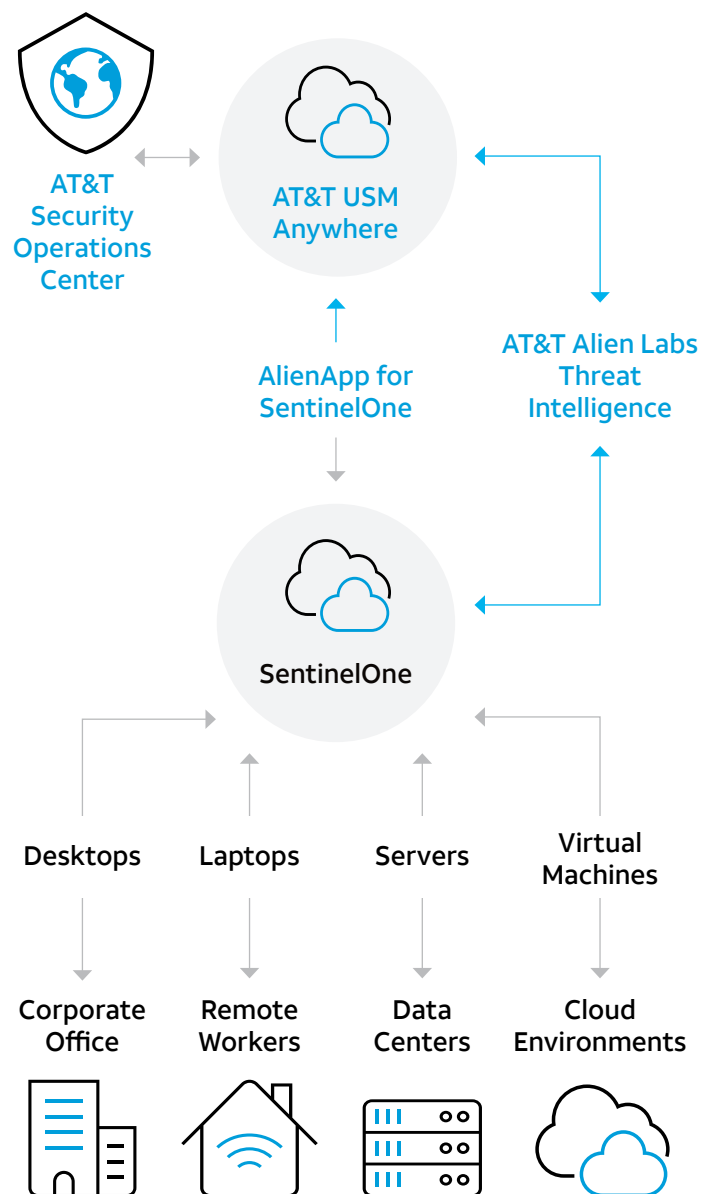 AT&T
Security
Operations
Center
AT&T USM
Anywhere
AlienApp for
SentinelOne
AT&T Alien Labs
Threat
Intelligence
SentinelOne
Desktops
Laptops
Servers
Virtual
Machines
Corporate
Office
Remote
Workers
Data
Centers
Cloud
Environments